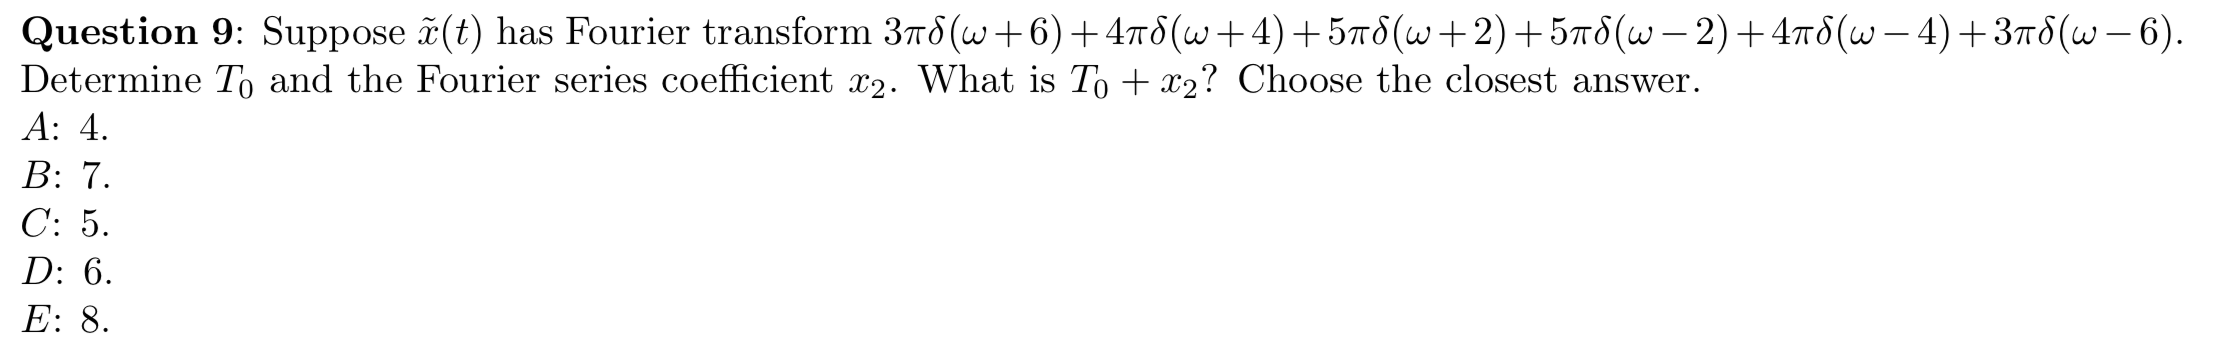 Question 9: Suppose x̃(t) has Fourier transform 3πδ(ω+6)+4πδ(ω+4)+5πδ(ω+2)+5πδ(ω−2)+4πδ(ω−4)+3πδ(ω−6).
Determine T₀ and the Fourier series coefficient x₂. What is T₀ + x₂? Choose the closest answer.
A: 4.
B: 7.
C: 5.
D: 6.
E: 8.